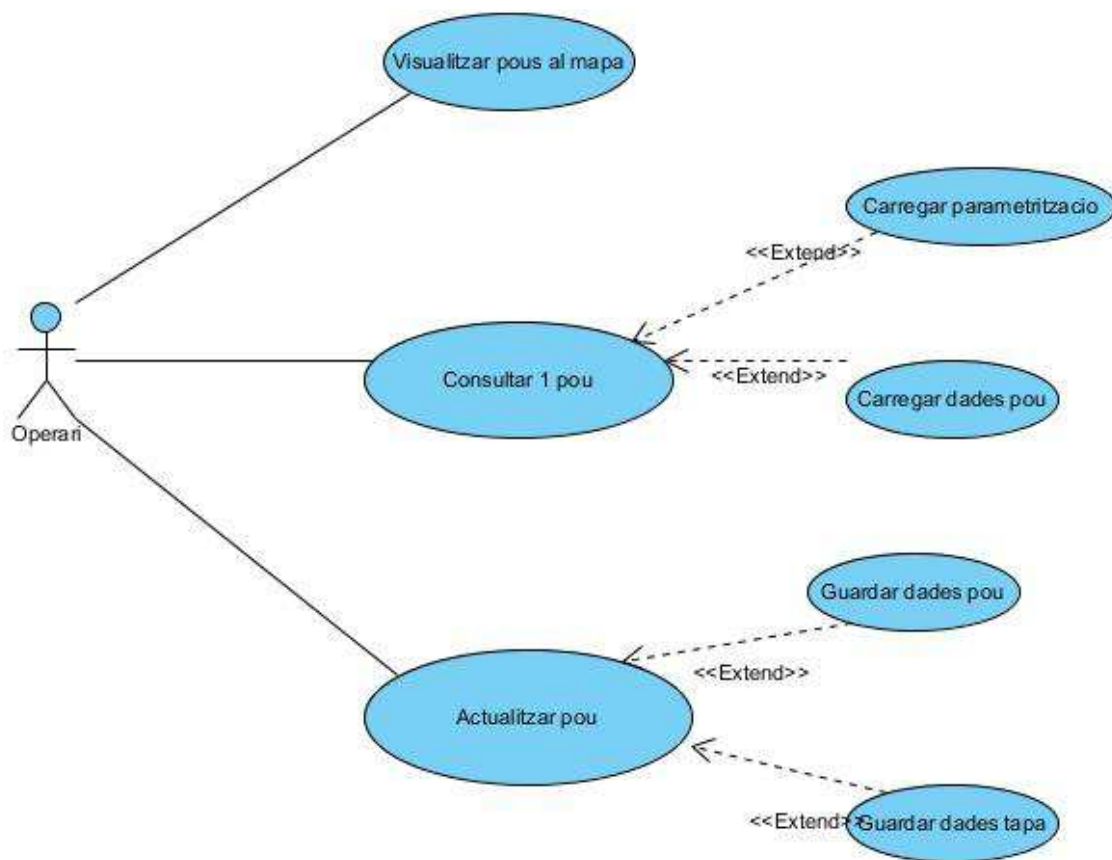 Visualitzar pous al mapa
Carregar parametritzacio
<<Extend>>
Consultar 1 pou
<<Extend>>
Carregar dades pou
Operari
Guardar dades pou
<<Extend>>
Actualitzar pou
<<Extend>>
Guardar dades tapa